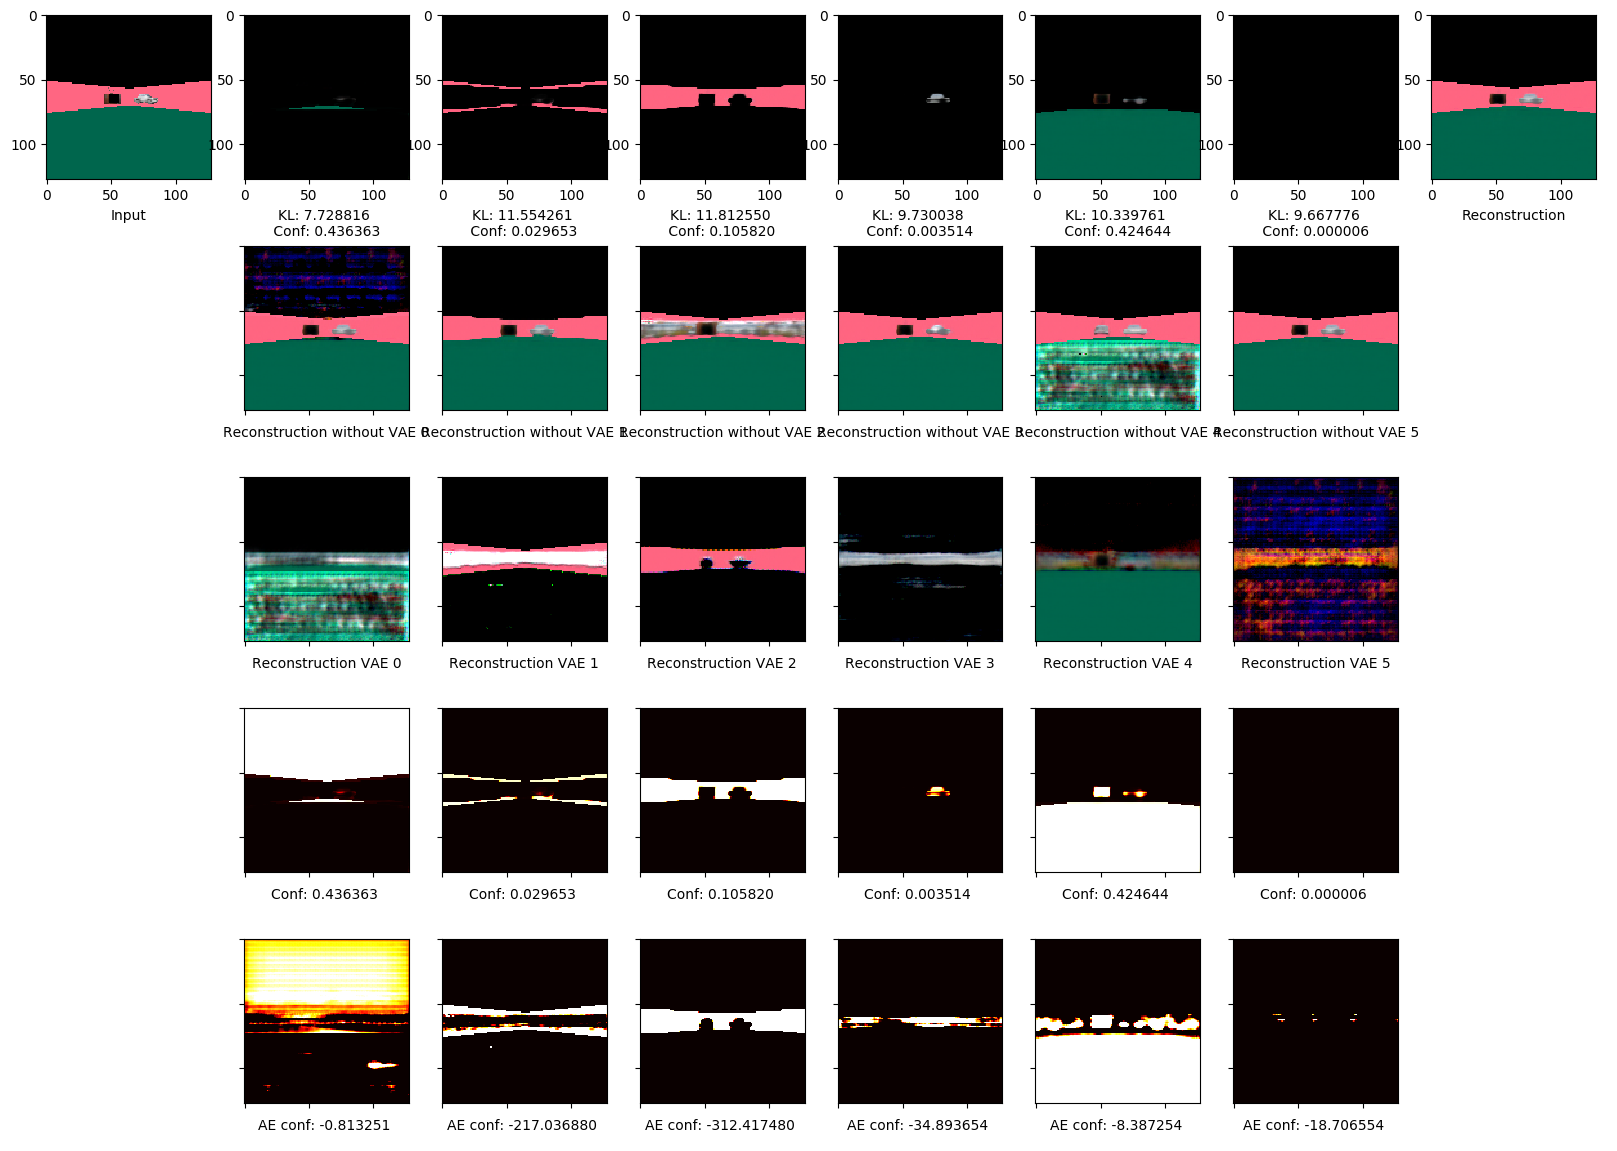 0
50
100
0
50
100
Input
0
50
100
0
50
100
KL: 7.728816
Conf: 0.436363
0
50
100
0
50
100
KL: 11.554261
Conf: 0.029653
0
50
100
0
50
100
KL: 11.812550
Conf: 0.105820
0
50
100
0
50
100
KL: 9.730038
Conf: 0.003514
0
50
100
0
50
100
KL: 10.339761
Conf: 0.424644
0
50
100
0
50
100
KL: 9.667776
Conf: 0.000006
0
50
100
0
50
100
Reconstruction
Reconstruction without VAE 0
Reconstruction without VAE 1
Reconstruction without VAE 2
Reconstruction without VAE 3
Reconstruction without VAE 4
Reconstruction without VAE 5
Reconstruction VAE 0
Reconstruction VAE 1
Reconstruction VAE 2
Reconstruction VAE 3
Reconstruction VAE 4
Reconstruction VAE 5
Conf: 0.436363
Conf: 0.029653
Conf: 0.105820
Conf: 0.003514
Conf: 0.424644
Conf: 0.000006
AE conf: -0.813251
AE conf: -217.036880
AE conf: -312.417480
AE conf: -34.893654
AE conf: -8.387254
AE conf: -18.706554